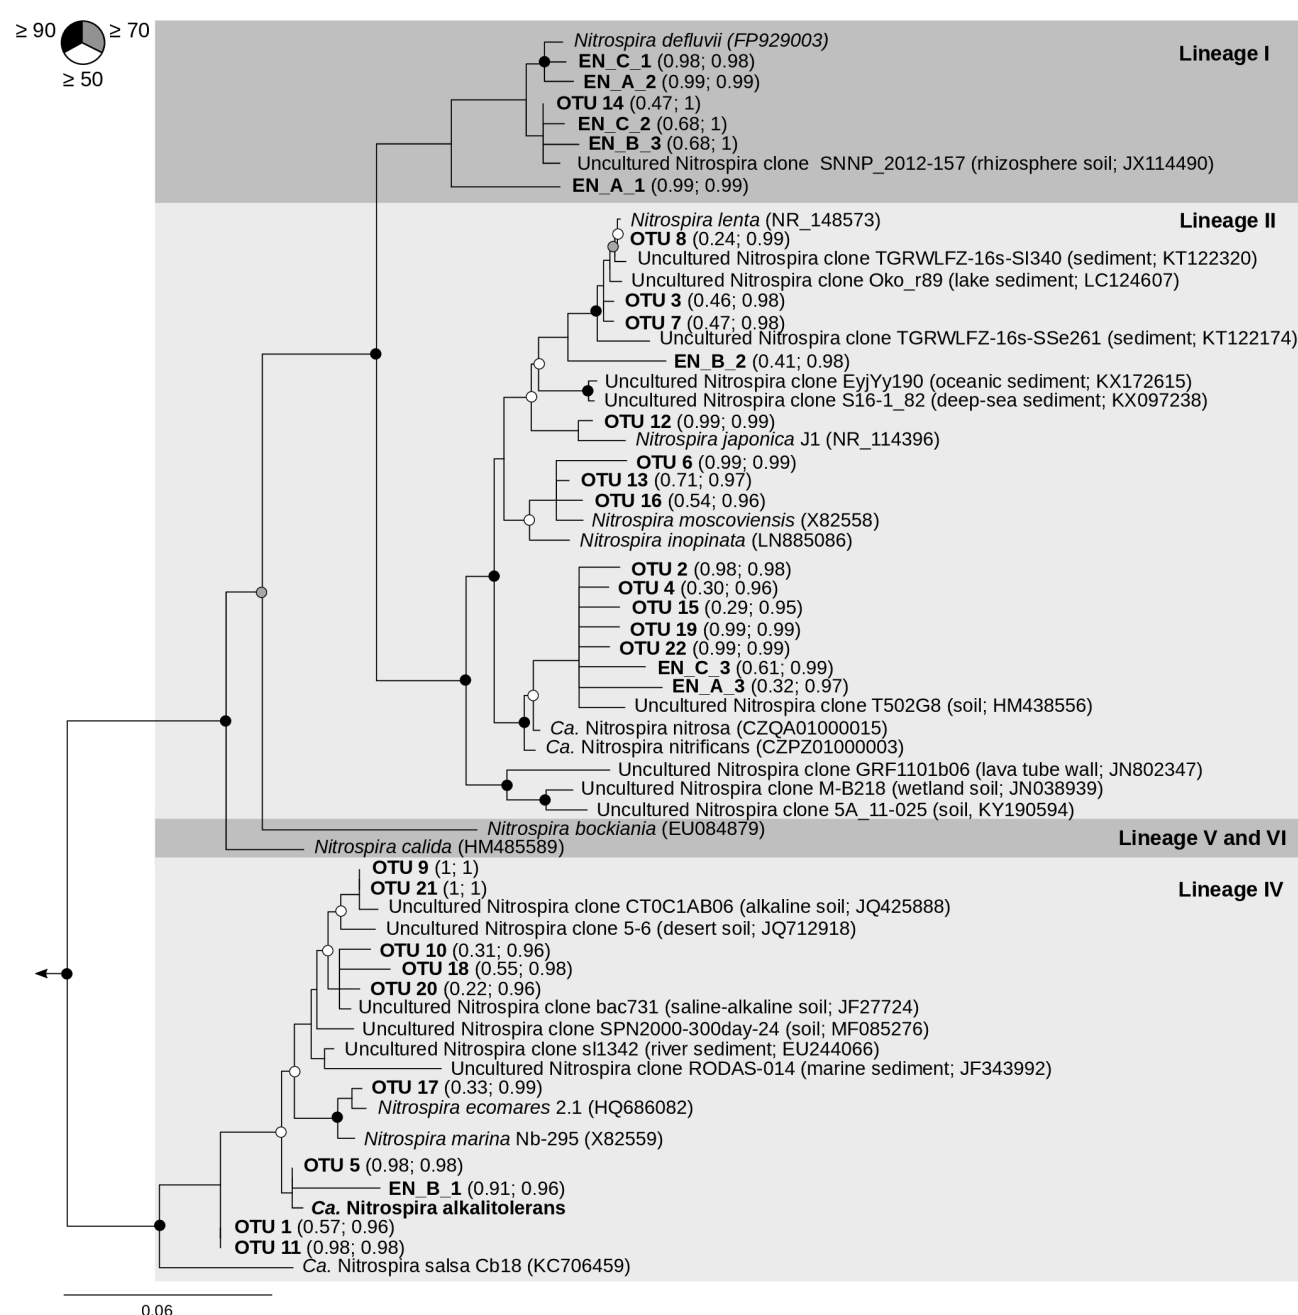 ≥ 90 ≥ 70
≥ 50
Lineage I
Nitrospira defluvii (FP929003)
EN_C_1 (0.98; 0.98)
EN_A_2 (0.99; 0.99)
OTU 14 (0.47; 1)
EN_C_2 (0.68; 1)
EN_B_3 (0.68; 1)
Uncultured Nitrospira clone SNNP_2012-157 (rhizosphere soil; JX114490)
EN_A_1 (0.99; 0.99)
Lineage II
Nitrospira lenta (NR_148573)
OTU 8 (0.24; 0.99)
Uncultured Nitrospira clone TGRWLFZ-16s-SI340 (sediment; KT122320)
Uncultured Nitrospira clone Oko_r89 (lake sediment; LC124607)
OTU 3 (0.46; 0.98)
OTU 7 (0.47; 0.98)
Uncultured Nitrospira clone TGRWLFZ-16s-SSe261 (sediment; KT122174)
EN_B_2 (0.41; 0.98)
Uncultured Nitrospira clone EyjYy190 (oceanic sediment; KX172615)
Uncultured Nitrospira clone S16-1_82 (deep-sea sediment; KX097238)
OTU 12 (0.99; 0.99)
Nitrospira japonica J1 (NR_114396)
OTU 6 (0.99; 0.99)
OTU 13 (0.71; 0.97)
OTU 16 (0.54; 0.96)
Nitrospira moscoviensis (X82558)
Nitrospira inopinata (LN885086)
OTU 2 (0.98; 0.98)
OTU 4 (0.30; 0.96)
OTU 15 (0.29; 0.95)
OTU 19 (0.99; 0.99)
OTU 22 (0.99; 0.99)
EN_C_3 (0.61; 0.99)
EN_A_3 (0.32; 0.97)
Uncultured Nitrospira clone T502G8 (soil; HM438556)
Ca. Nitrospira nitrosa (CZQA01000015)
Ca. Nitrospira nitrificans (CZPZ01000003)
Uncultured Nitrospira clone GRF1101b06 (lava tube wall; JN802347)
Uncultured Nitrospira clone M-B218 (wetland soil; JN038939)
Uncultured Nitrospira clone 5A_11-025 (soil, KY190594)
Nitrospira bockiania (EU084879)
Lineage V and VI
Nitrospira calida (HM485589)
OTU 9 (1; 1)
OTU 21 (1; 1)
Lineage IV
Uncultured Nitrospira clone CT0C1AB06 (alkaline soil; JQ425888)
Uncultured Nitrospira clone 5-6 (desert soil; JQ712918)
OTU 10 (0.31; 0.96)
OTU 18 (0.55; 0.98)
OTU 20 (0.22; 0.96)
Uncultured Nitrospira clone bac731 (saline-alkaline soil; JF27724)
Uncultured Nitrospira clone SPN2000-300day-24 (soil; MF085276)
Uncultured Nitrospira clone sl1342 (river sediment; EU244066)
Uncultured Nitrospira clone RODAS-014 (marine sediment; JF343992)
OTU 17 (0.33; 0.99)
Nitrospira ecomares 2.1 (HQ686082)
Nitrospira marina Nb-295 (X82559)
OTU 5 (0.98; 0.98)
EN_B_1 (0.91; 0.96)
Ca. Nitrospira alkalitolerans
OTU 1 (0.57; 0.96)
OTU 11 (0.98; 0.98)
Ca. Nitrospira salsa Cb18 (KC706459)
0.06